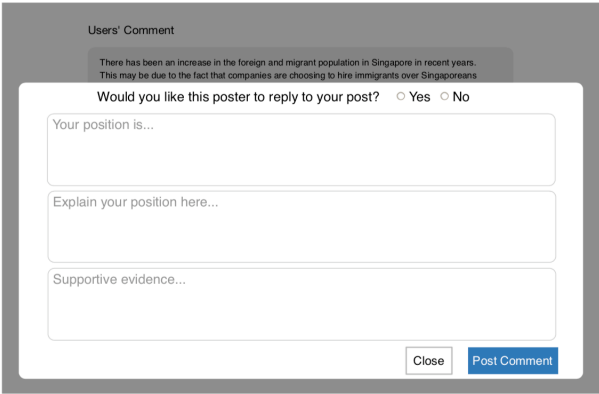 Users' Comment
There has been an increase in the foreign and migrant population in Singapore in recent years.
This may be due to the fact that companies are choosing to hire immigrants over Singaporeans
Would you like this poster to reply to your post? Yes No
Your position is...
Explain your position here...
Supportive evidence...
Close Post Comment